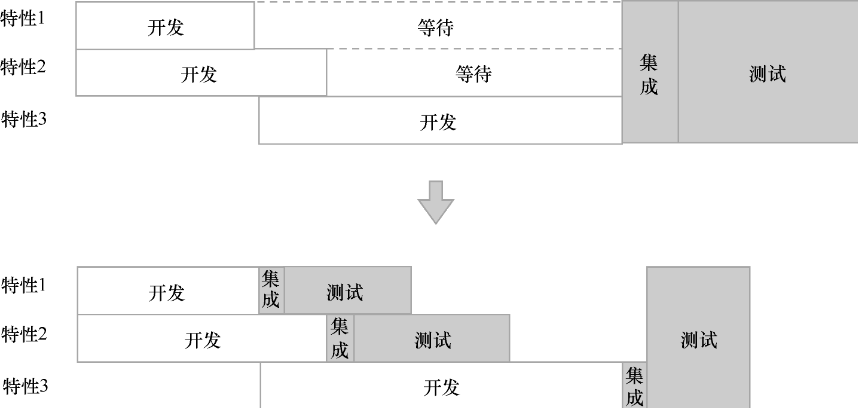 特性1 开发 等待
特性2 开发 等待
特性3 开发
集成 测试
特性1 开发 集成 测试
特性2 开发 集成 测试
特性3 开发 集成
测试